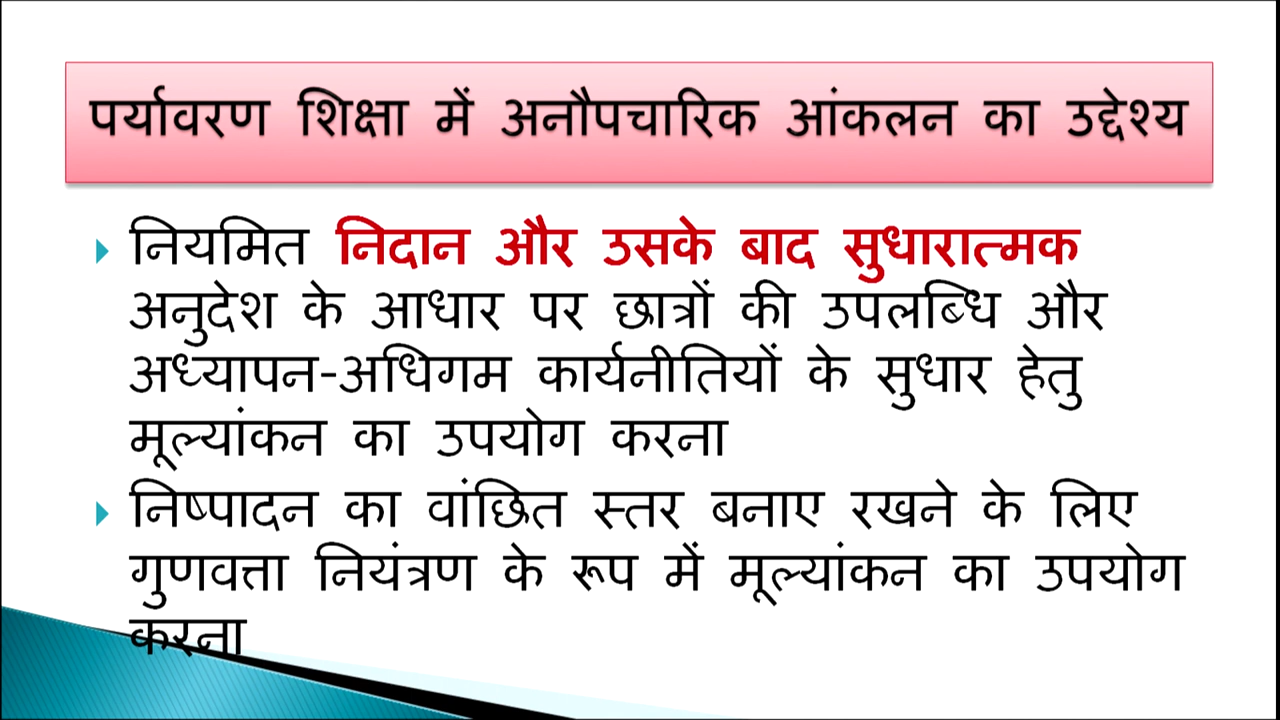 पर्यावरण शिक्षा में अनौपचारिक आंकलन का उद्देश्य
नियमित निदान और उसके बाद सुधारात्मक
अनुदेश के आधार पर छात्रों की उपलब्धि और
अध्यापन-अधिगम कार्यनीतियों के सुधार हेतु
मूल्यांकन का उपयोग करना
निष्पादन का वांछित स्तर बनाए रखने के लिए
गुणवत्ता नियंत्रण के रूप में मूल्यांकन का उपयोग
करना